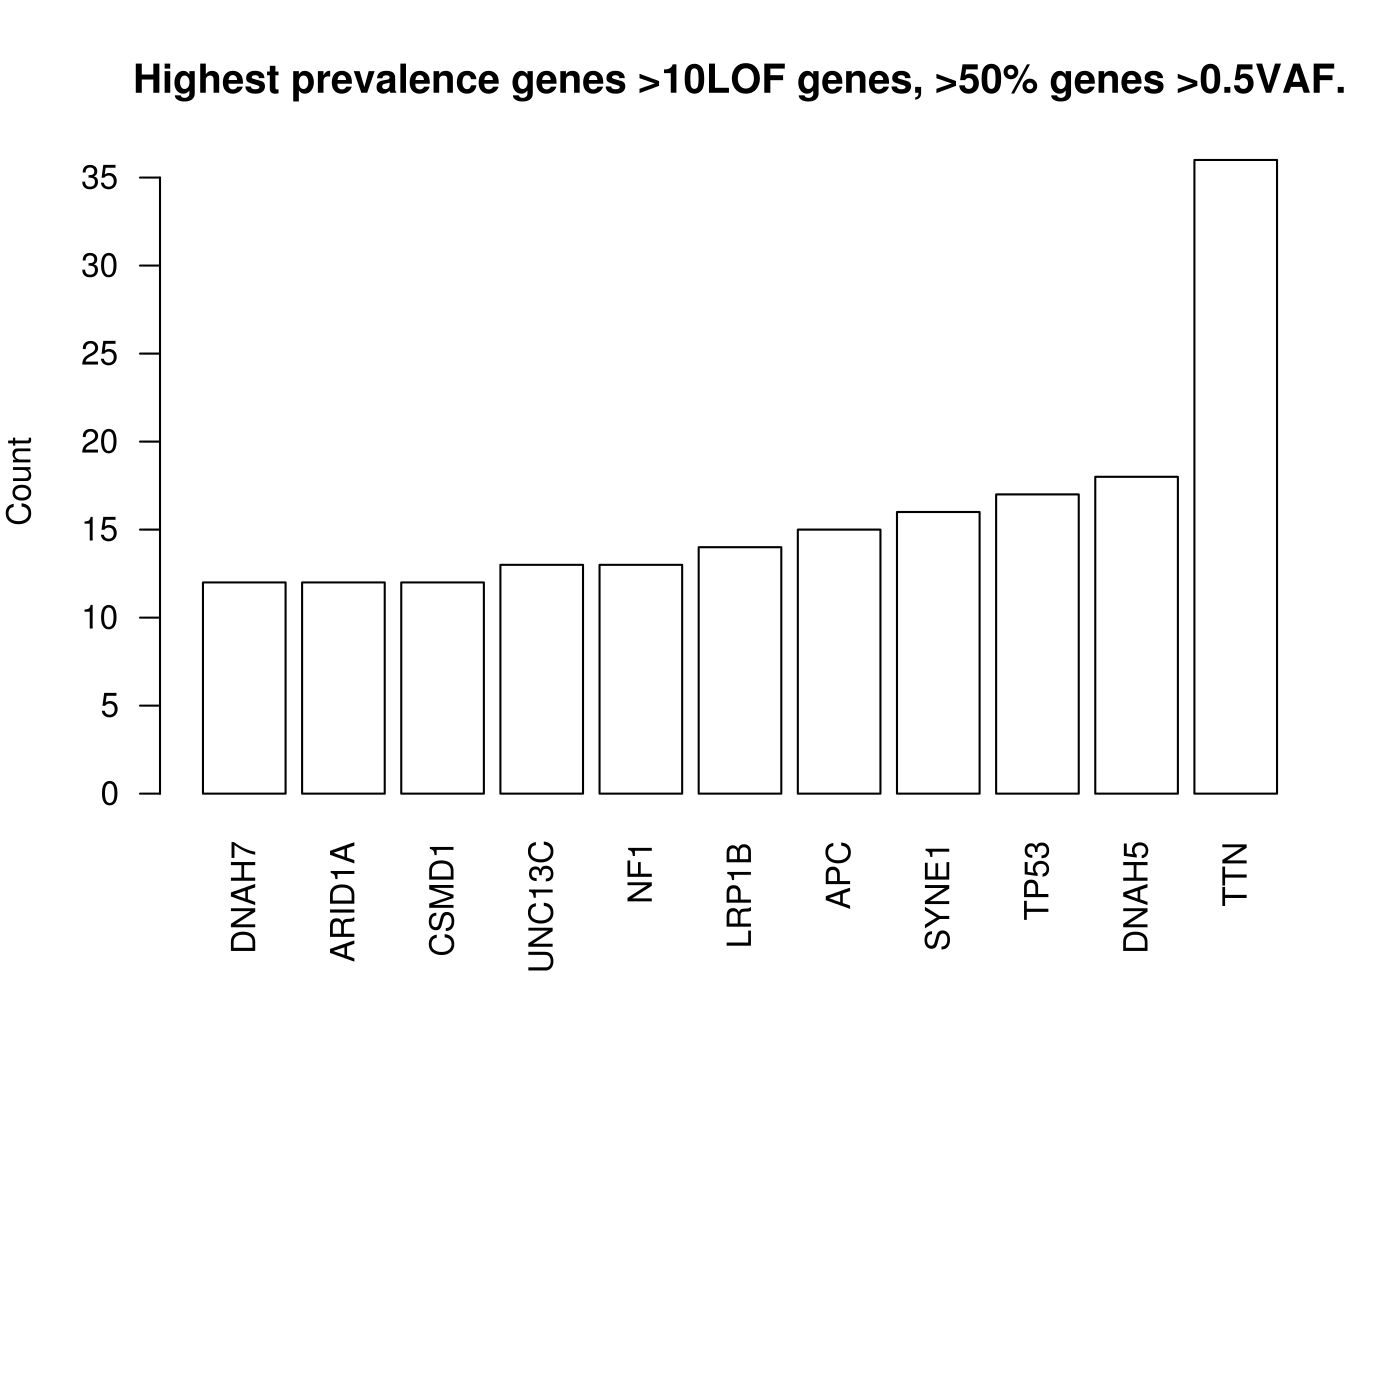 Highest prevalence genes >10LOF genes, >50% genes >0.5VAF.
35
30
25
20
15
10
5
0
Count
DNAH7
ARID1A
CSMD1
UNC13C
NF1
LRP1B
APC
SYNE1
TP53
DNAH5
TTN